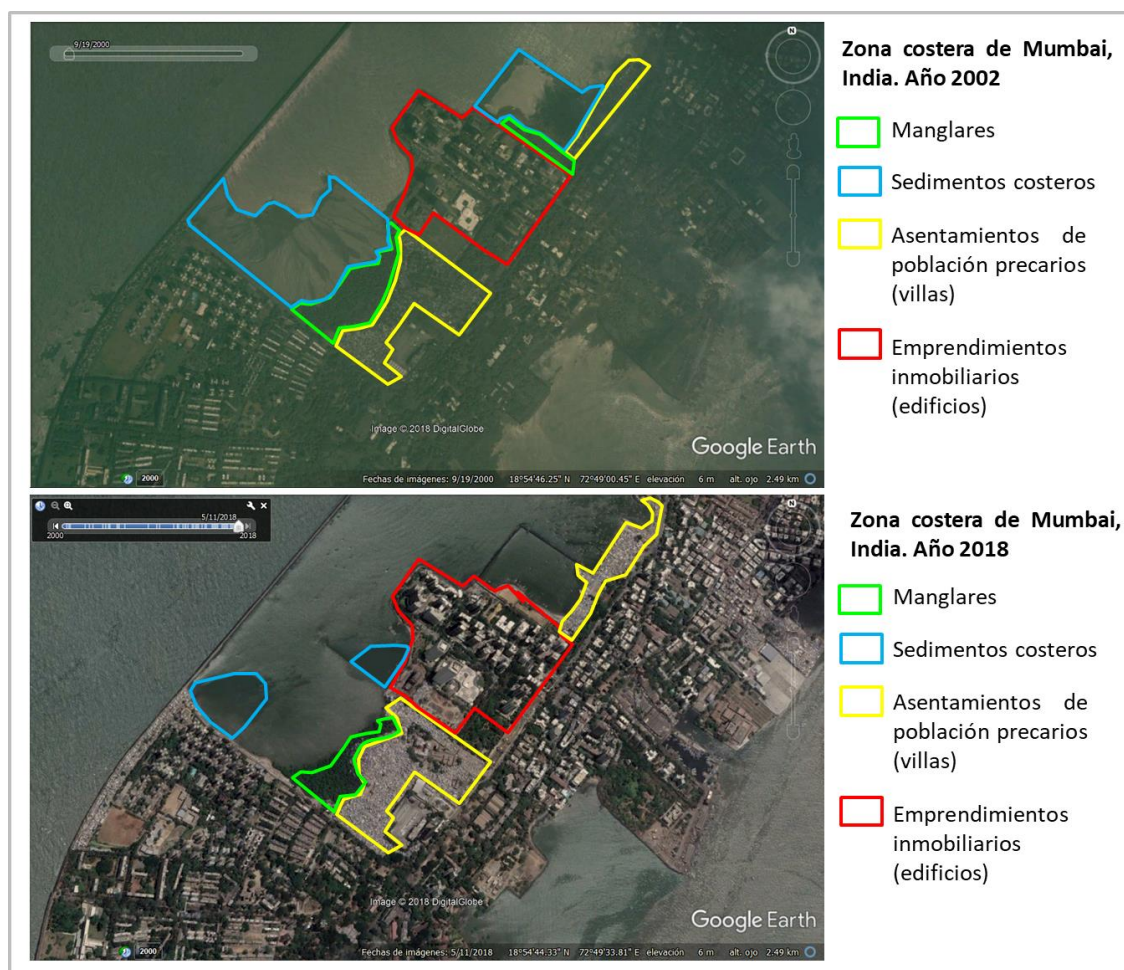 9/19/2000
N
Image © 2018 DigitalGlobe
Google Earth
2000
Fechas de imágenes: 9/19/2000 18°54'46.25" N 72°49'00.45" E elevación 6 m alt. ojo 2.49 km
Zona costera de Mumbai,
India. Año 2002
Manglares
Sedimentos costeros
Asentamientos de
población precarios
(villas)
Emprendimientos
inmobiliarios
(edificios)
5/11/2018
2000
2018
N
Image © 2018 DigitalGlobe
Google Earth
2000
Fechas de imágenes: 5/11/2018 18°54'44.33" N 72°49'33.81" E elevación 6 m alt. ojo 2.49 km
Zona costera de Mumbai,
India. Año 2018
Manglares
Sedimentos costeros
Asentamientos de
población precarios
(villas)
Emprendimientos
inmobiliarios
(edificios)